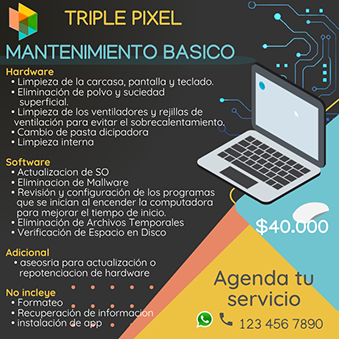 TRIPLE PIXEL
MANTENIMIENTO BASICO
Hardware
• Limpieza de la carcasa, pantalla y teclado.
• Eliminación de polvo y suciedad
superficial.
• Limpieza de los ventiladores y rejillas de
ventilación para evitar el sobrecalentamiento.
• Cambio de pasta dicipadora
• Limpieza interna
Software
• Actualizacion de SO
• Eliminacion de Mallware
• Revisión y configuración de los programas
que se inician al encender la computadora
para mejorar el tiempo de inicio.
• Eliminación de Archivos Temporales
• Verificación de Espacio en Disco
Adicional
• aseosria para actualización o
repotenciacion de hardware
No incleye
• Formateo
• Recuperación de informacion
• instalación de app
$40.000
Agenda tu
servicio
123 456 7890